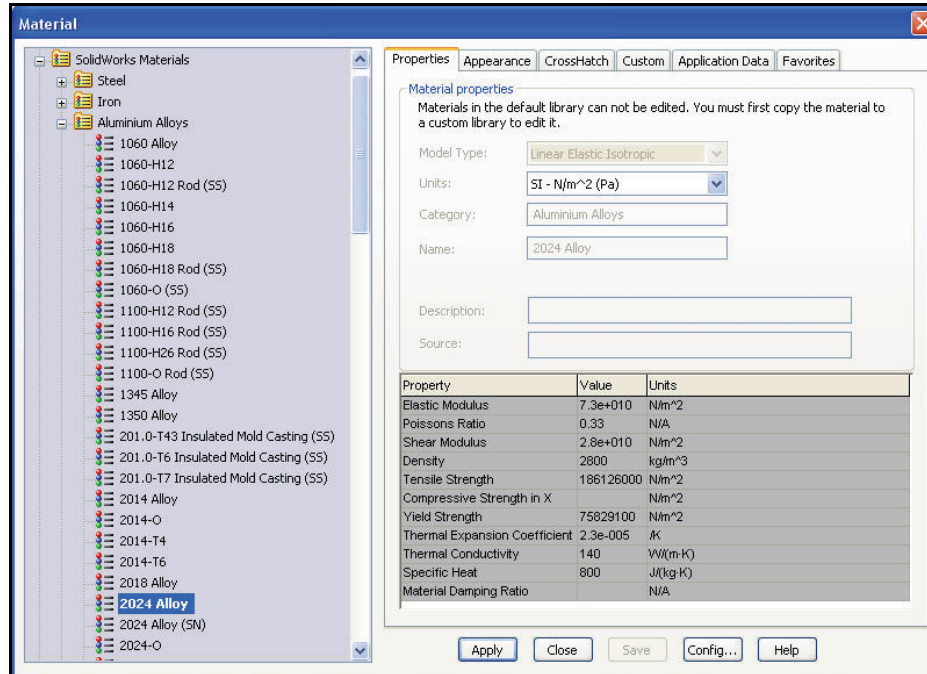 Material
SolidWorks Materials
Steel
Iron
Aluminium Alloys
1060 Alloy
1060-H12
1060-H12 Rod (SS)
1060-H14
1060-H16
1060-H18
1060-H18 Rod (SS)
1060-O (SS)
1100-H12 Rod (SS)
1100-H16 Rod (SS)
1100-H26 Rod (SS)
1100-O Rod (SS)
1345 Alloy
1350 Alloy
201.0-T43 Insulated Mold Casting (SS)
201.0-T6 Insulated Mold Casting (SS)
201.0-T7 Insulated Mold Casting (SS)
2014 Alloy
2014-O
2014-T4
2014-T6
2018 Alloy
2024 Alloy
2024 Alloy (SN)
2024-O
Properties Appearance CrossHatch Custom Application Data Favorites
Material properties
Materials in the default library can not be edited. You must first copy the material to
a custom library to edit it.
Model Type: Linear Elastic Isotropic
Units: SI - N/m^2 (Pa)
Category: Aluminium Alloys
Name: 2024 Alloy
Description:
Source:
Property Value Units
Elastic Modulus 7.3e+010 N/m^2
Poissons Ratio 0.33 N/A
Shear Modulus 2.8e+010 N/m^2
Density 2800 kg/m^3
Tensile Strength 186126000 N/m^2
Compressive Strength in X N/m^2
Yield Strength 75829100 N/m^2
Thermal Expansion Coefficient 2.3e-005 /K
Thermal Conductivity 140 W/(m·K)
Specific Heat 800 J/(kg·K)
Material Damping Ratio N/A
Apply Close Save Config... Help